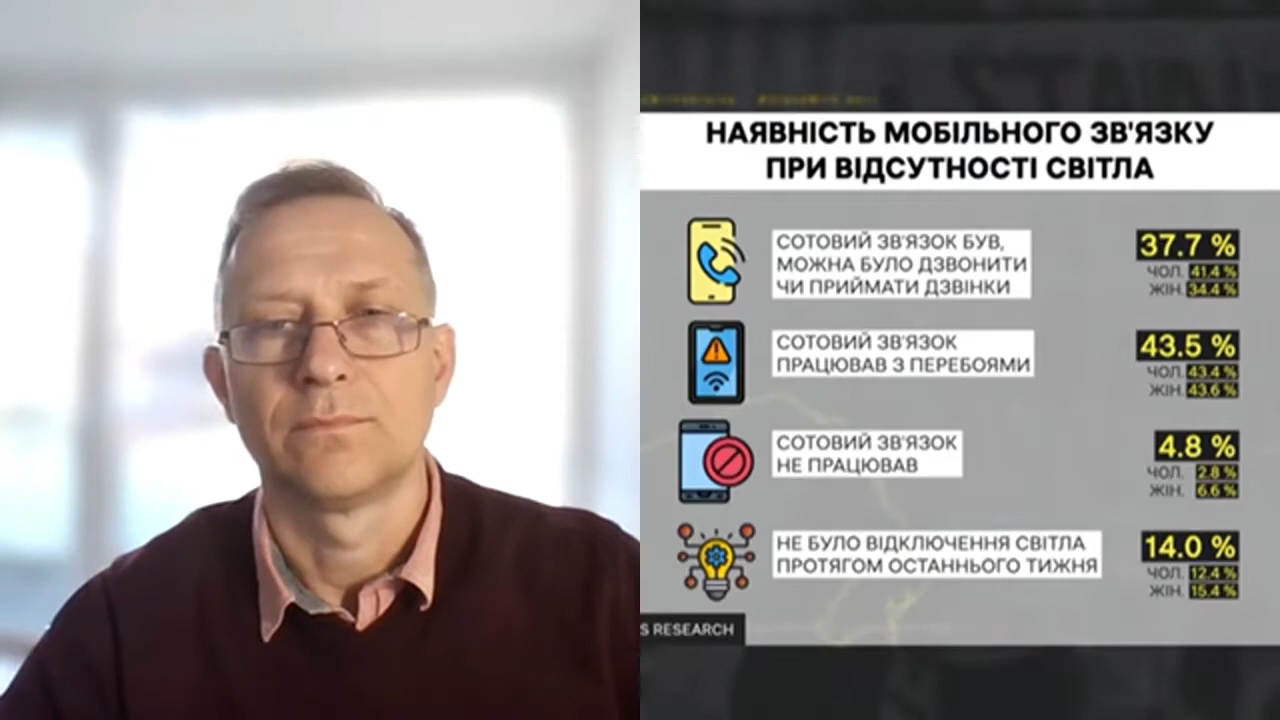 НАЯВНІСТЬ МОБІЛЬНОГО ЗВ'ЯЗКУ
ПРИ ВІДСУТНОСТІ СВІТЛА
СОТОВИЙ ЗВ'ЯЗОК БУВ,
МОЖНА БУЛО ДЗВОНИТИ
ЧИ ПРИЙМАТИ ДЗВІНКИ
37.7 %
ЧОЛ. 41.4 %
ЖІН. 34.4 %
СОТОВИЙ ЗВ'ЯЗОК
ПРАЦЮВАВ З ПЕРЕБОЯМИ
43.5 %
ЧОЛ. 43.4 %
ЖІН. 43.6 %
СОТОВИЙ ЗВ'ЯЗОК
НЕ ПРАЦЮВАВ
4.8 %
ЧОЛ. 2.8 %
ЖІН. 6.6 %
НЕ БУЛО ВІДКЛЮЧЕННЯ СВІТЛА
ПРОТЯГОМ ОСТАННЬОГО ТИЖНЯ
14.0 %
ЧОЛ. 12.4 %
ЖІН. 15.4 %
S RESEARCH